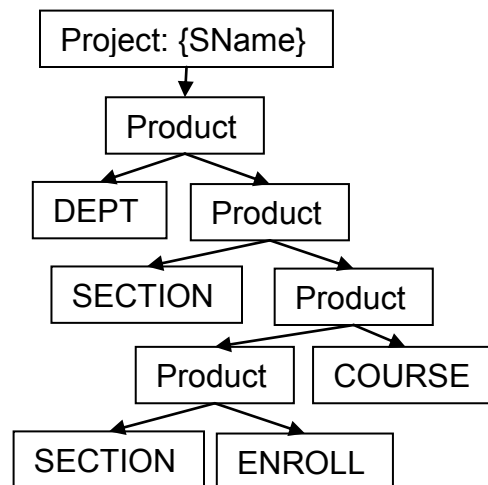 Project: {SName}
Product
DEPT
Product
SECTION
Product
Product
COURSE
SECTION
ENROLL